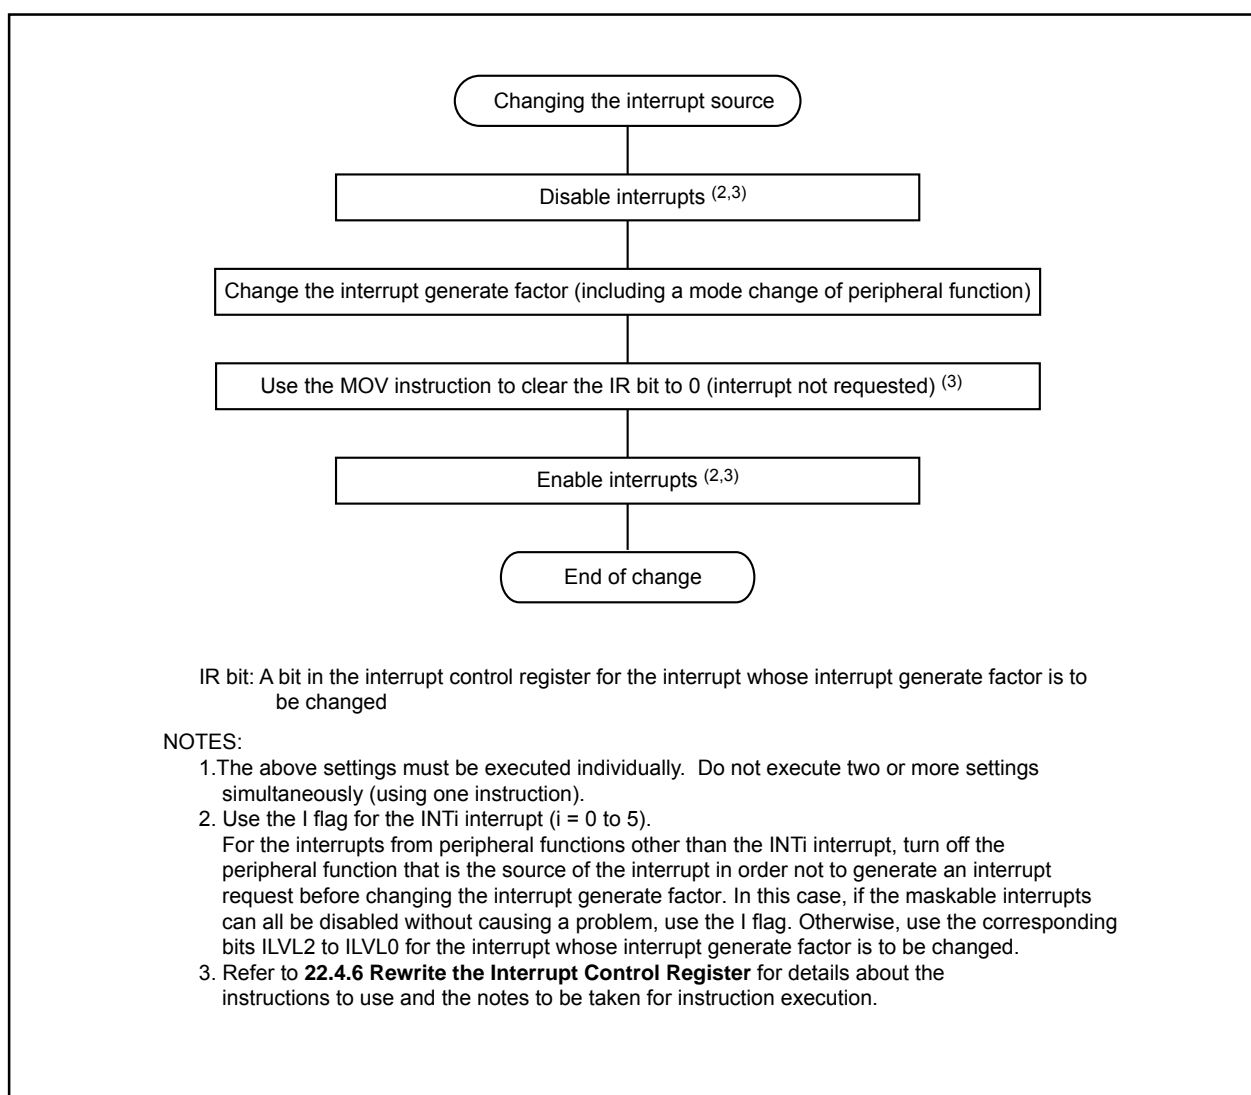 Changing the interrupt source
Disable interrupts (2,3)
Change the interrupt generate factor (including a mode change of peripheral function)
Use the MOV instruction to clear the IR bit to 0 (interrupt not requested) (3)
Enable interrupts (2,3)
End of change
IR bit: A bit in the interrupt control register for the interrupt whose interrupt generate factor is to
be changed
NOTES:
1.The above settings must be executed individually.  Do not execute two or more settings
simultaneously (using one instruction).
2. Use the I flag for the INTi interrupt (i = 0 to 5).
For the interrupts from peripheral functions other than the INTi interrupt, turn off the
peripheral function that is the source of the interrupt in order not to generate an interrupt
request before changing the interrupt generate factor. In this case, if the maskable interrupts
can all be disabled without causing a problem, use the I flag. Otherwise, use the corresponding
bits ILVL2 to ILVL0 for the interrupt whose interrupt generate factor is to be changed.
3. Refer to 22.4.6 Rewrite the Interrupt Control Register for details about the
instructions to use and the notes to be taken for instruction execution.